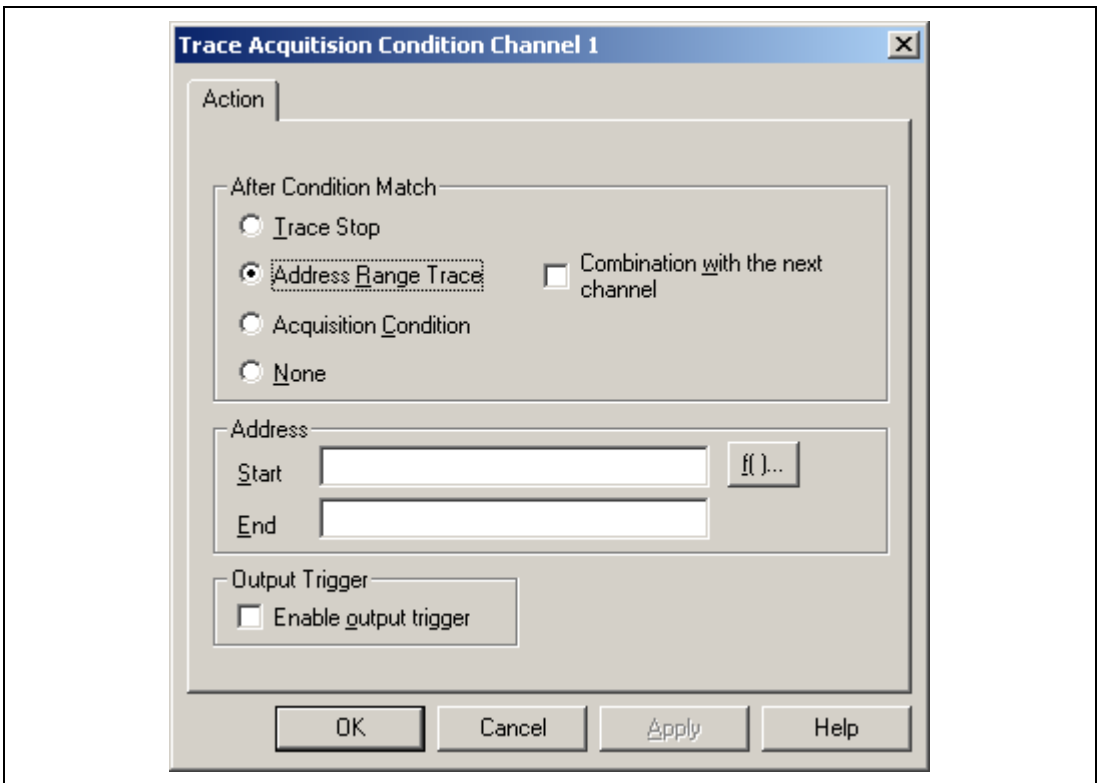 Trace Acquitision Condition Channel 1
Action
After Condition Match
Trace Stop
Address Range Trace
Combination with the next
channel
Acquisition Condition
None
Address
Start
f( )...
End
Output Trigger
Enable output trigger
OK
Cancel
Apply
Help